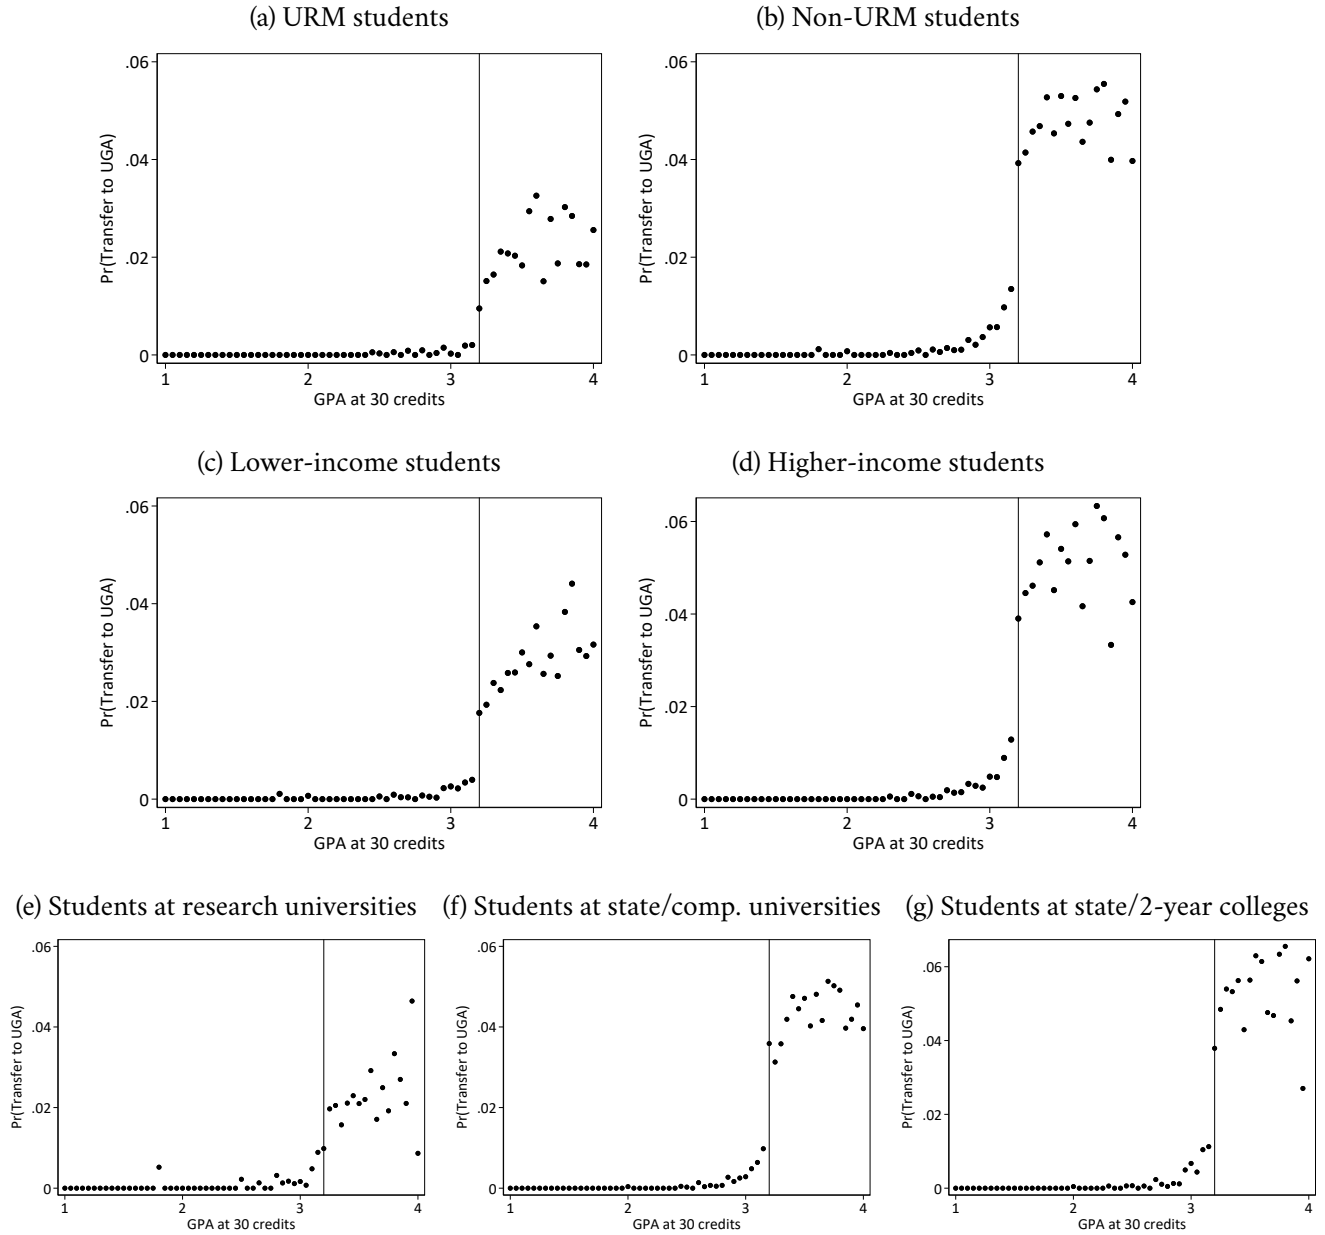 (a) URM students
(b) Non-URM students
.06
.04
.02
0
Pr(Transfer to UGA)
1 2 3 4
GPA at 30 credits
.06
.04
.02
0
Pr(Transfer to UGA)
1 2 3 4
GPA at 30 credits
(c) Lower-income students
(d) Higher-income students
.06
.04
.02
0
Pr(Transfer to UGA)
1 2 3 4
GPA at 30 credits
.06
.04
.02
0
Pr(Transfer to UGA)
1 2 3 4
GPA at 30 credits
(e) Students at research universities
(f) Students at state/comp. universities
(g) Students at state/2-year colleges
.06
.04
.02
0
Pr(Transfer to UGA)
1 2 3 4
GPA at 30 credits
.06
.04
.02
0
Pr(Transfer to UGA)
1 2 3 4
GPA at 30 credits
.06
.04
.02
0
Pr(Transfer to UGA)
1 2 3 4
GPA at 30 credits